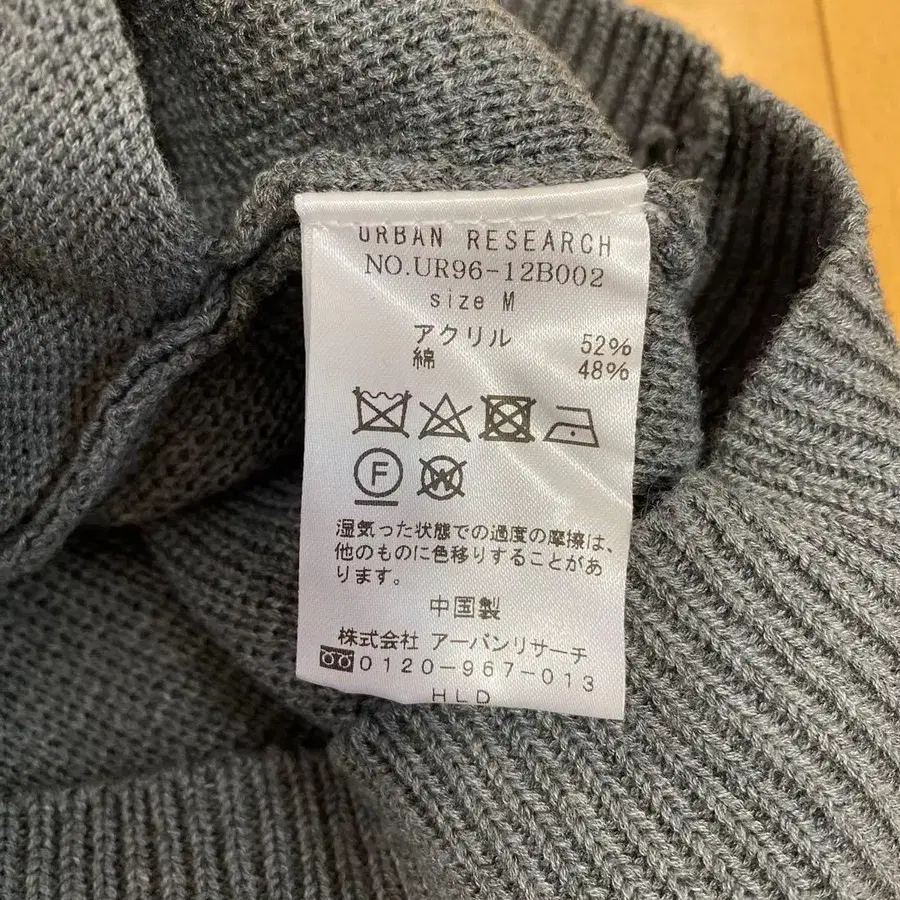 URBAN RESEARCH
NO.UR96-12B002
size M
アクリル 52%
綿 48%
F W
湿気った状態での過度の摩擦は、
他のものに色移りすることがあ
ります。
中国製
株式会社 アーバンリサーチ
0120-967-013
HLD